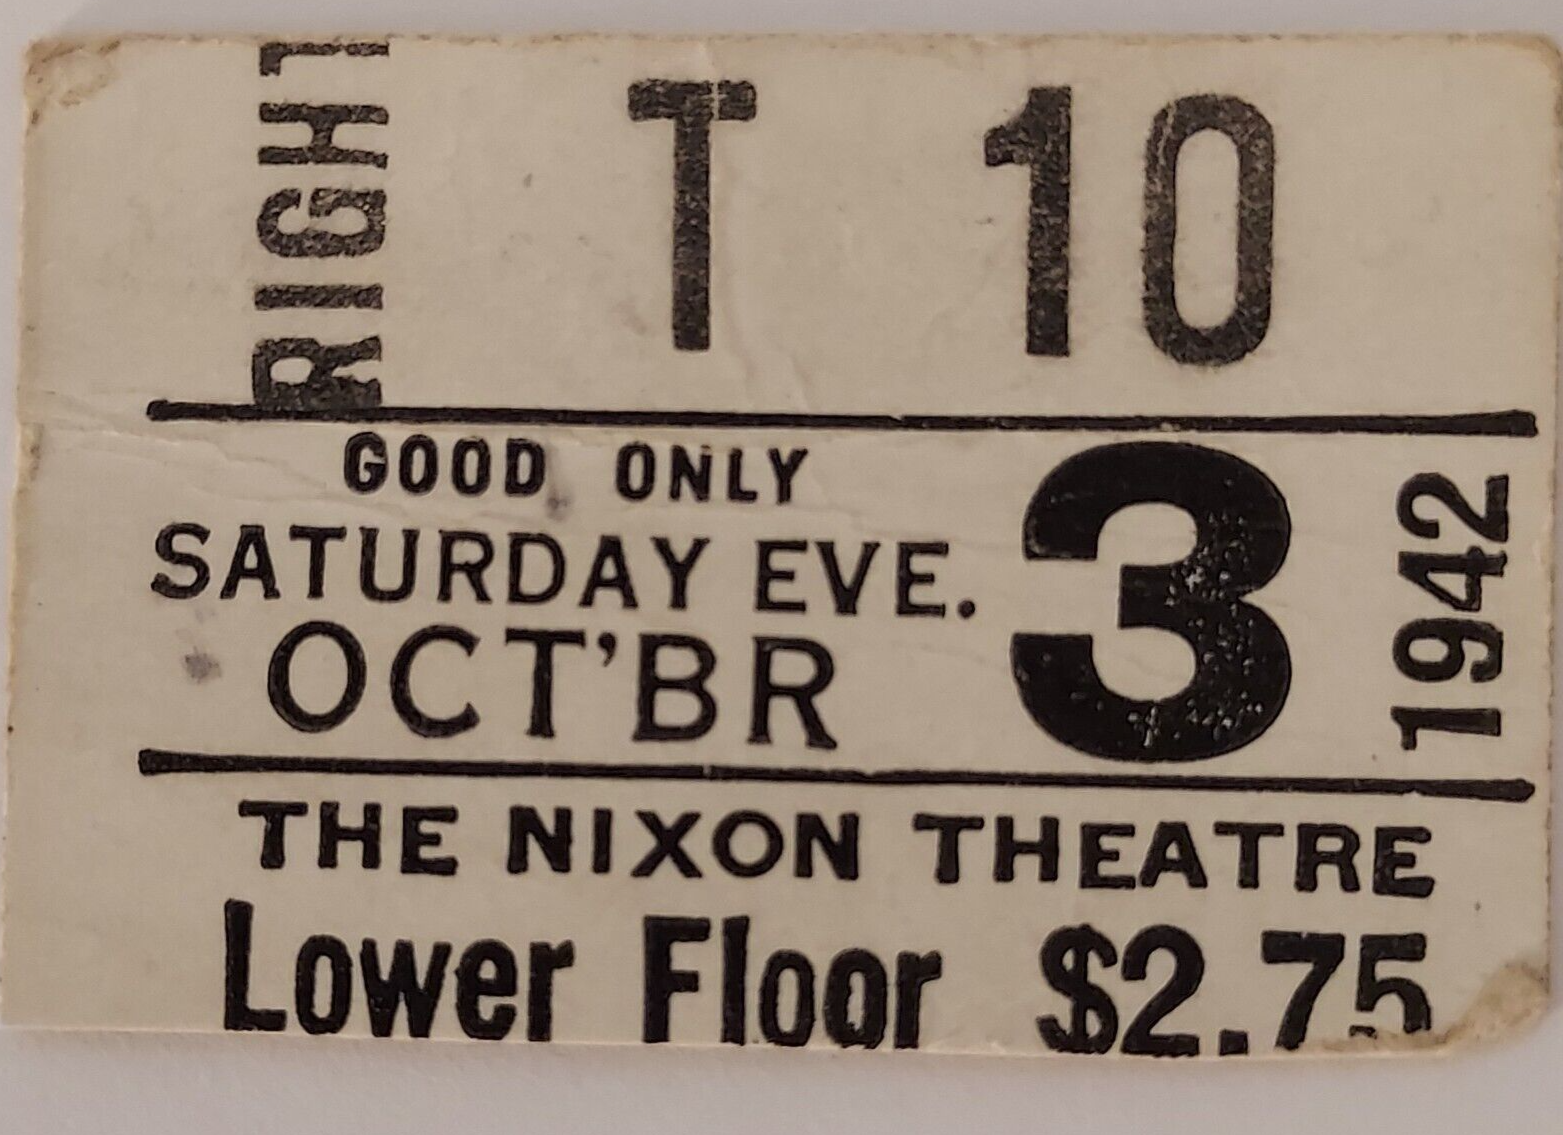 RIGHT
T 10
GOOD ONLY
SATURDAY EVE.
OCT'BR
3
1942
THE NIXON THEATRE
Lower Floor $2.75